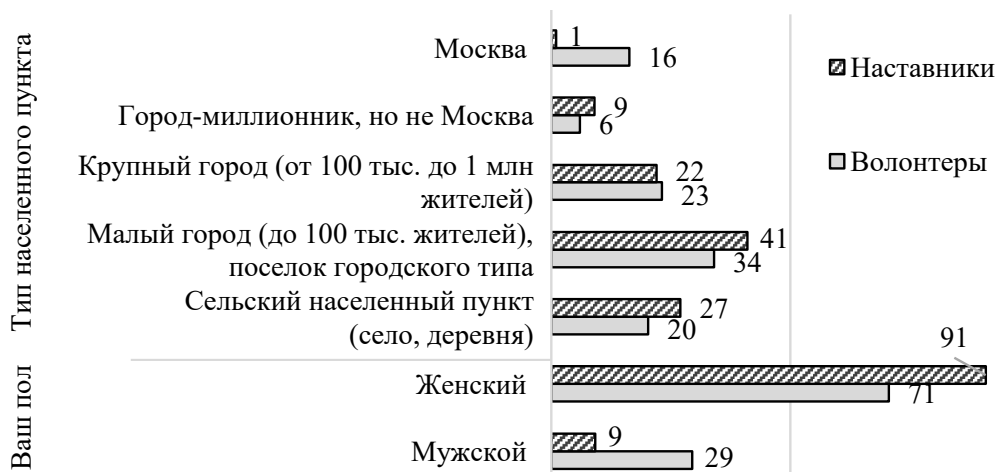 Тип населенного пункта
Москва
1
16
Город-миллионник, но не Москва
9
6
Крупный город (от 100 тыс. до 1 млн
жителей)
22
23
Малый город (до 100 тыс. жителей),
поселок городского типа
41
34
Сельский населенный пункт
(село, деревня)
27
20
Ваш пол
Женский
91
71
Мужской
9
29
Наставники
Волонтеры